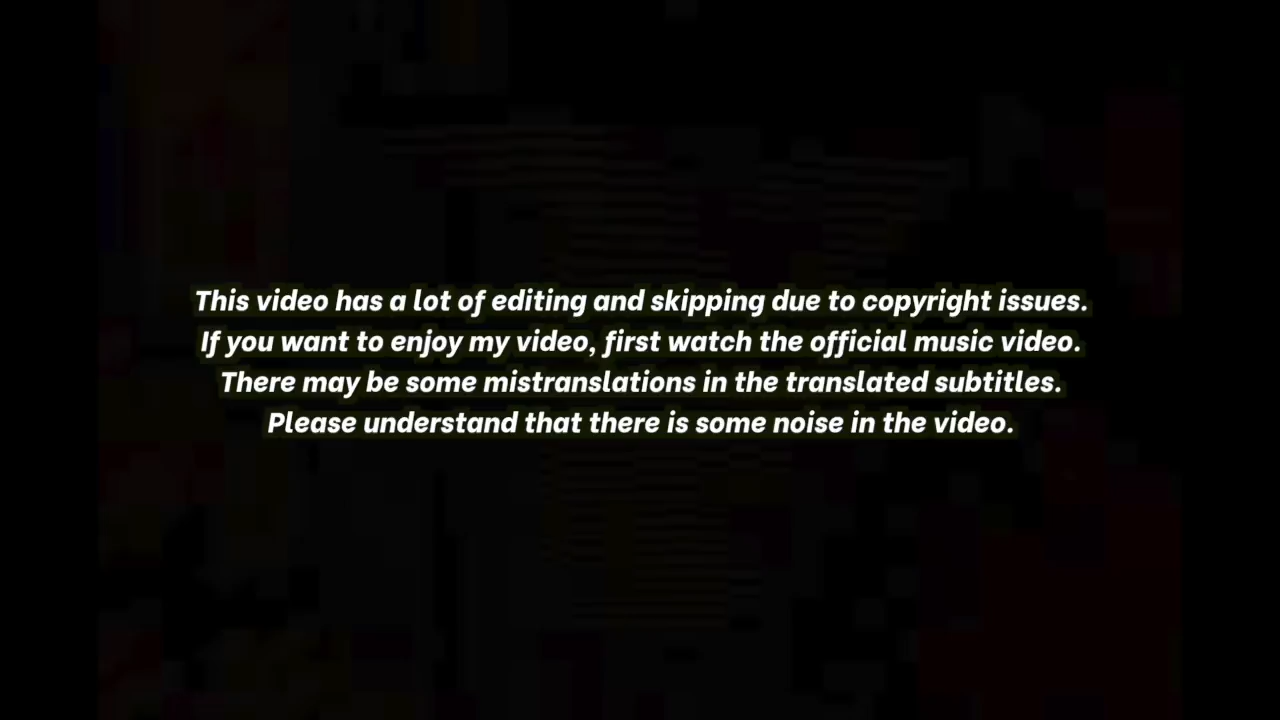 This video has a lot of editing and skipping due to copyright issues.
If you want to enjoy my video, first watch the official music video.
There may be some mistranslations in the translated subtitles.
Please understand that there is some noise in the video.